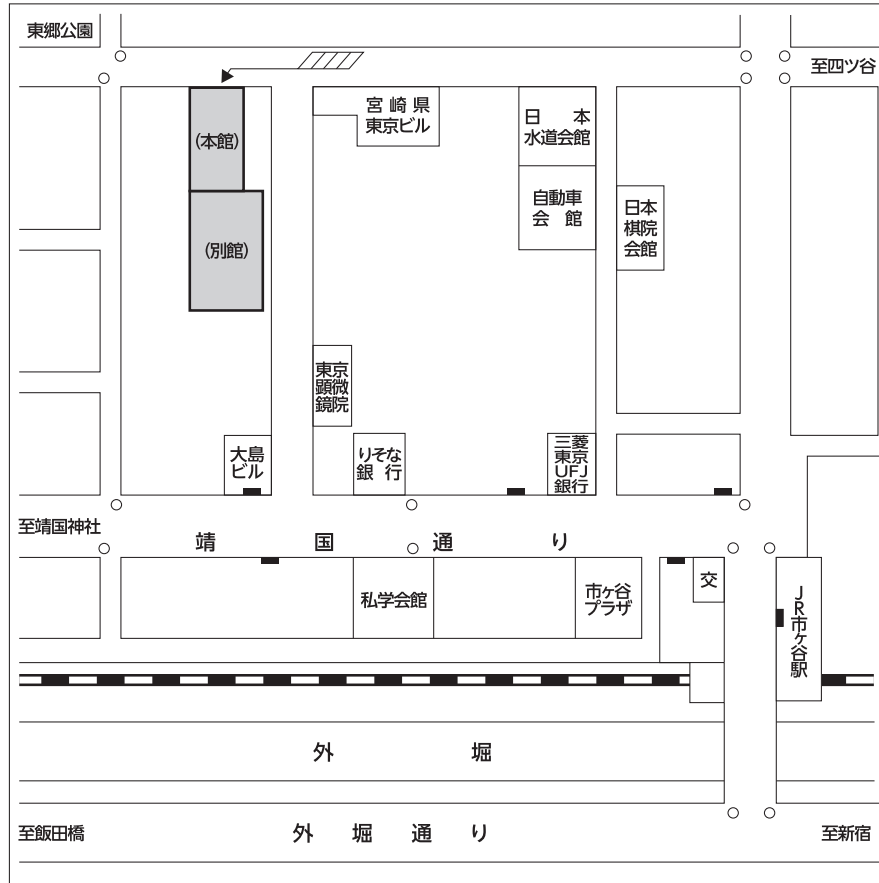 東郷公園
至四ツ谷
宮崎県
東京ビル
日本
水道会館
(本館)
自動車
会館
日本
棋院
会館
(別館)
東京
顕微
鏡院
大島
ビル
りそな
銀行
三菱
東京
UFJ
銀行
至靖国神社
靖国通り
交
私学会館
市ヶ谷
プラザ
JR市ヶ谷駅
外堀
至飯田橋
外堀通り
至新宿